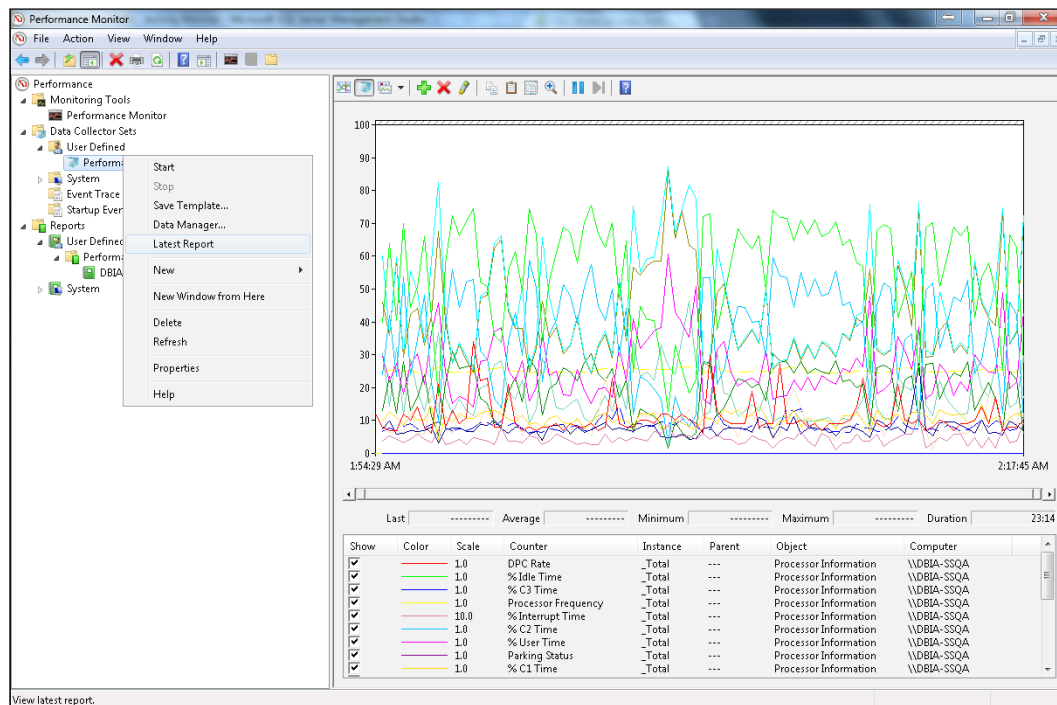 Performance Monitor
File Action View Window Help
Performance
Monitoring Tools
Performance Monitor
Data Collector Sets
User Defined
System
Event Trace
Reports
User Defined
DBIA
System
Start
Stop
Save Template...
Data Manager...
Latest Report
New
New Window from Here
Delete
Refresh
Properties
Help
100
90
80
70
60
50
40
30
20
10
0
1:54:29 AM 2:17:45 AM
Last --------- Average --------- Minimum --------- Maximum --------- Duration 23:14
Show Color Scale Counter Instance Parent Object Computer
1.0 DPC Rate _Total --- Processor Information \\DBIA-SSQA
1.0 % Idle Time _Total --- Processor Information \\DBIA-SSQA
1.0 % C3 Time _Total --- Processor Information \\DBIA-SSQA
1.0 Processor Frequency _Total --- Processor Information \\DBIA-SSQA
10.0 % Interrupt Time _Total --- Processor Information \\DBIA-SSQA
1.0 % C2 Time _Total --- Processor Information \\DBIA-SSQA
1.0 % User Time _Total --- Processor Information \\DBIA-SSQA
1.0 Parking Status _Total --- Processor Information \\DBIA-SSQA
1.0 % C1 Time _Total --- Processor Information \\DBIA-SSQA
View latest report.